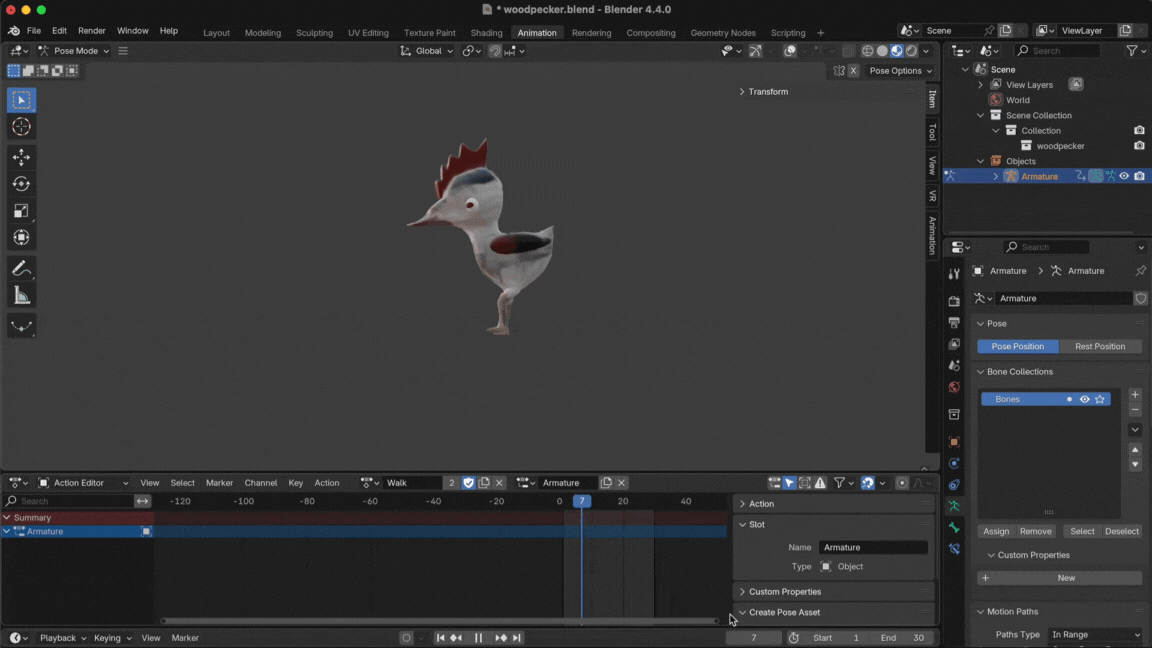 * woodpecker.blend - Blender 4.4.0
File Edit Render Window Help Layout Modeling Sculpting UV Editing Texture Paint Shading Animation Rendering Compositing Geometry Nodes Scripting + Scene ViewLayer
Pose Mode Global Search
X Pose Options
Transform
Item
Tool
View
VR
Animation
Scene
View Layers
World
Scene Collection
Collection
woodpecker
Objects
Armature
Search
Armature > Armature
Armature
Pose
Pose Position Rest Position
Bone Collections
Bones
Assign Remove Select Deselect
Custom Properties
+ New
Motion Paths
Paths Type In Range
Action Editor View Select Marker Channel Key Action Walk 2 Armature
Search -120 -100 -80 -60 -40 -20 0 7 20 40
Summary
Armature
Action
Slot
Name Armature
Type Object
Custom Properties
Create Pose Asset
Playback Keying View Marker 7 Start 1 End 30